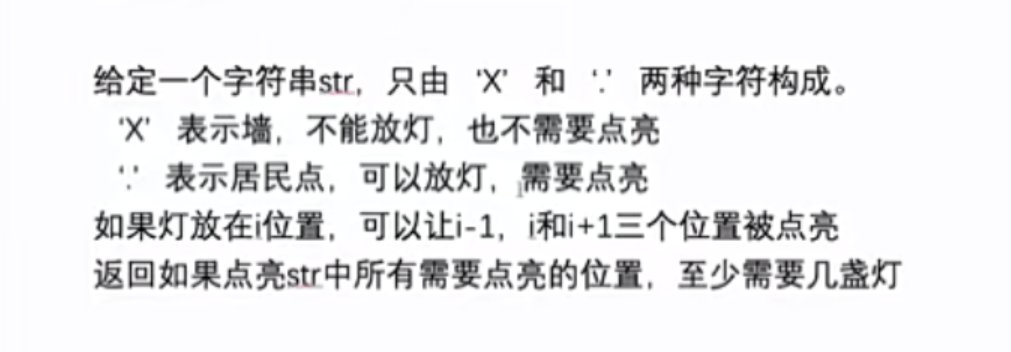 给定一个字符串str，只由 ‘X’ 和 ‘.’ 两种字符构成。
‘X’ 表示墙，不能放灯，也不需要点亮
‘.’ 表示居民点，可以放灯，需要点亮
如果灯放在i位置，可以让i-1，i和i+1三个位置被点亮
返回如果点亮str中所有需要点亮的位置，至少需要几盏灯